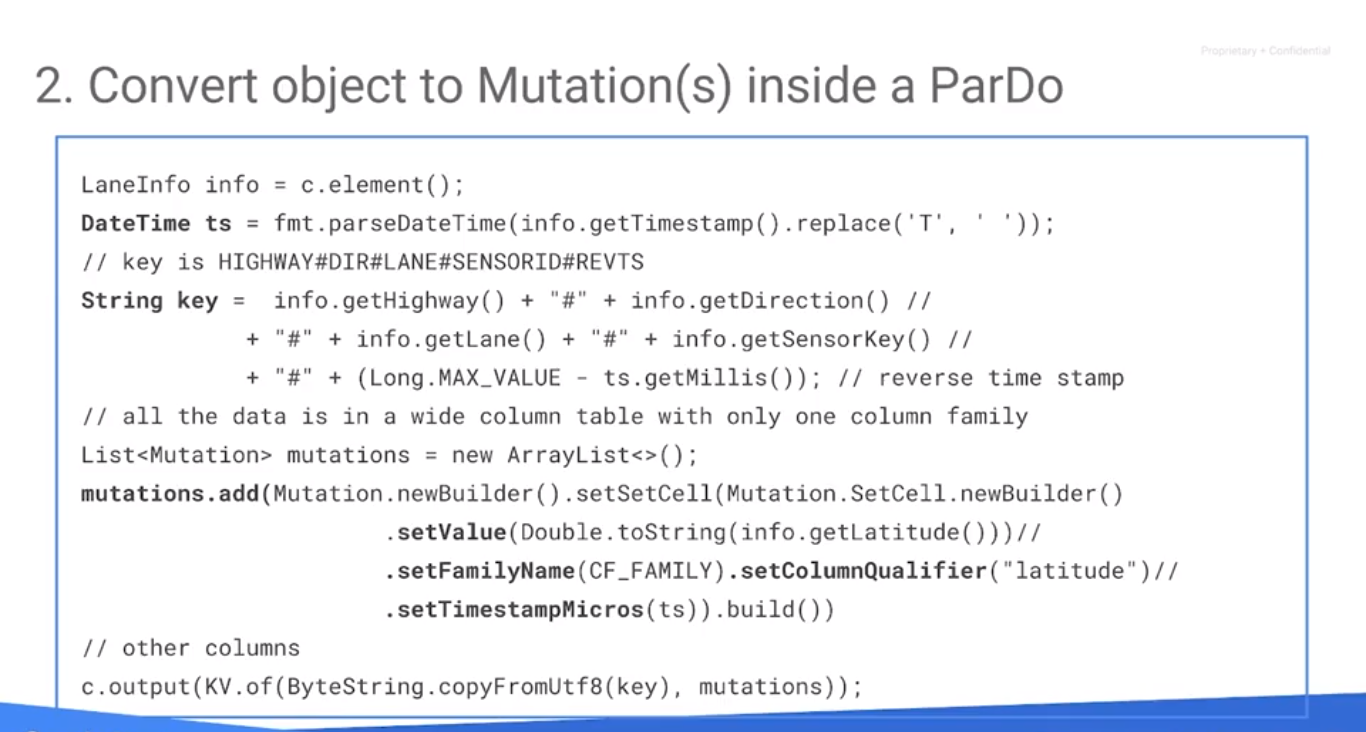 Proprietary + Confidential
2. Convert object to Mutation(s) inside a ParDo
LaneInfo info = c.element();
DateTime ts = fmt.parseDateTime(info.getTimestamp().replace('T', ' '));
// key is HIGHWAY#DIR#LANE#SENSORID#REVTS
String key =  info.getHighway() + "#" + info.getDirection() //
            + "#" + info.getLane() + "#" + info.getSensorKey() //
            + "#" + (Long.MAX_VALUE - ts.getMillis()); // reverse time stamp
// all the data is in a wide column table with only one column family
List<Mutation> mutations = new ArrayList<>();
mutations.add(Mutation.newBuilder().setSetCell(Mutation.SetCell.newBuilder()
                      .setValue(Double.toString(info.getLatitude()))//
                      .setFamilyName(CF_FAMILY).setColumnQualifier("latitude")//
                      .setTimestampMicros(ts)).build())
// other columns
c.output(KV.of(ByteString.copyFromUtf8(key), mutations));